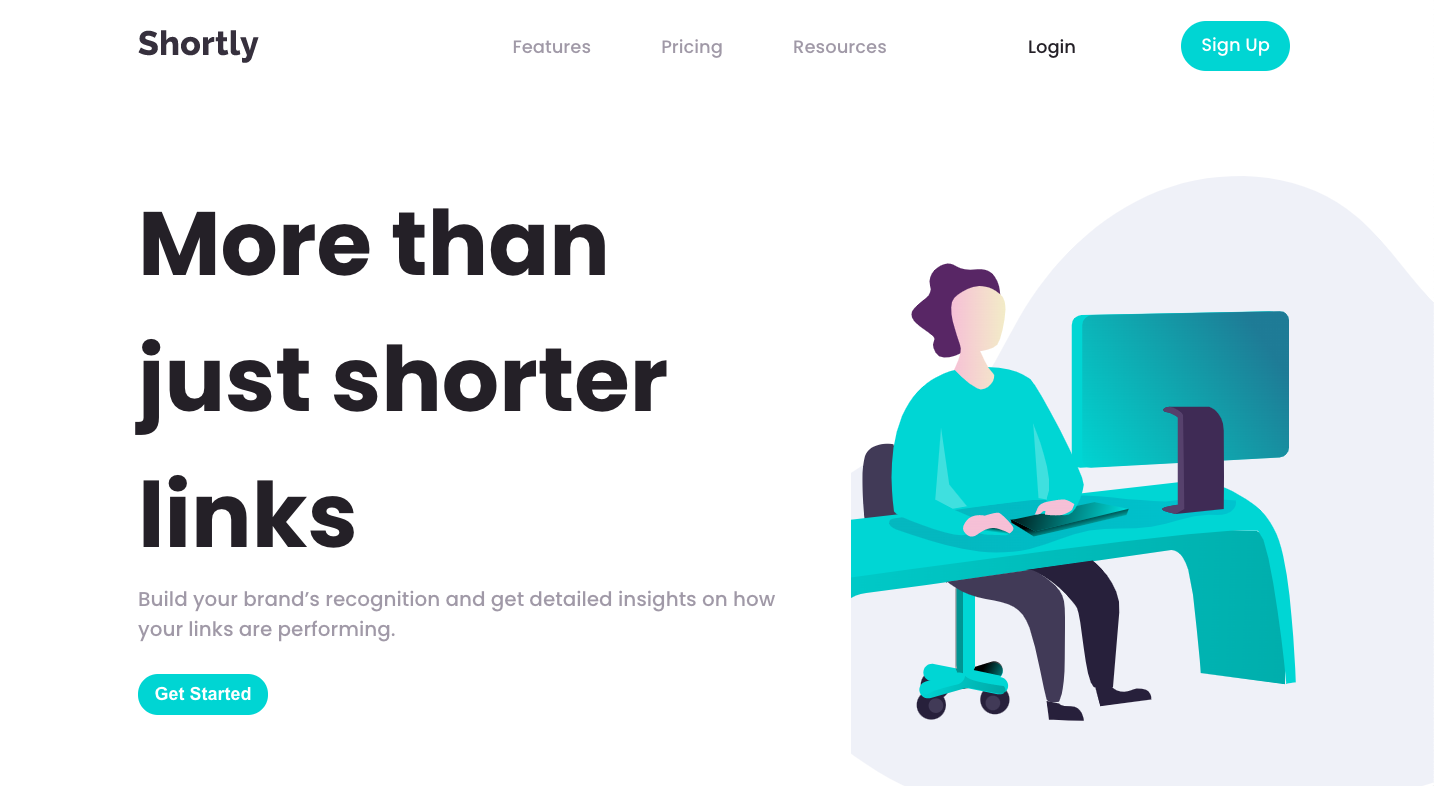 Shortly
Features
Pricing
Resources
Login
Sign Up
More than
just shorter
links
Build your brand’s recognition and get detailed insights on how
your links are performing.
Get Started